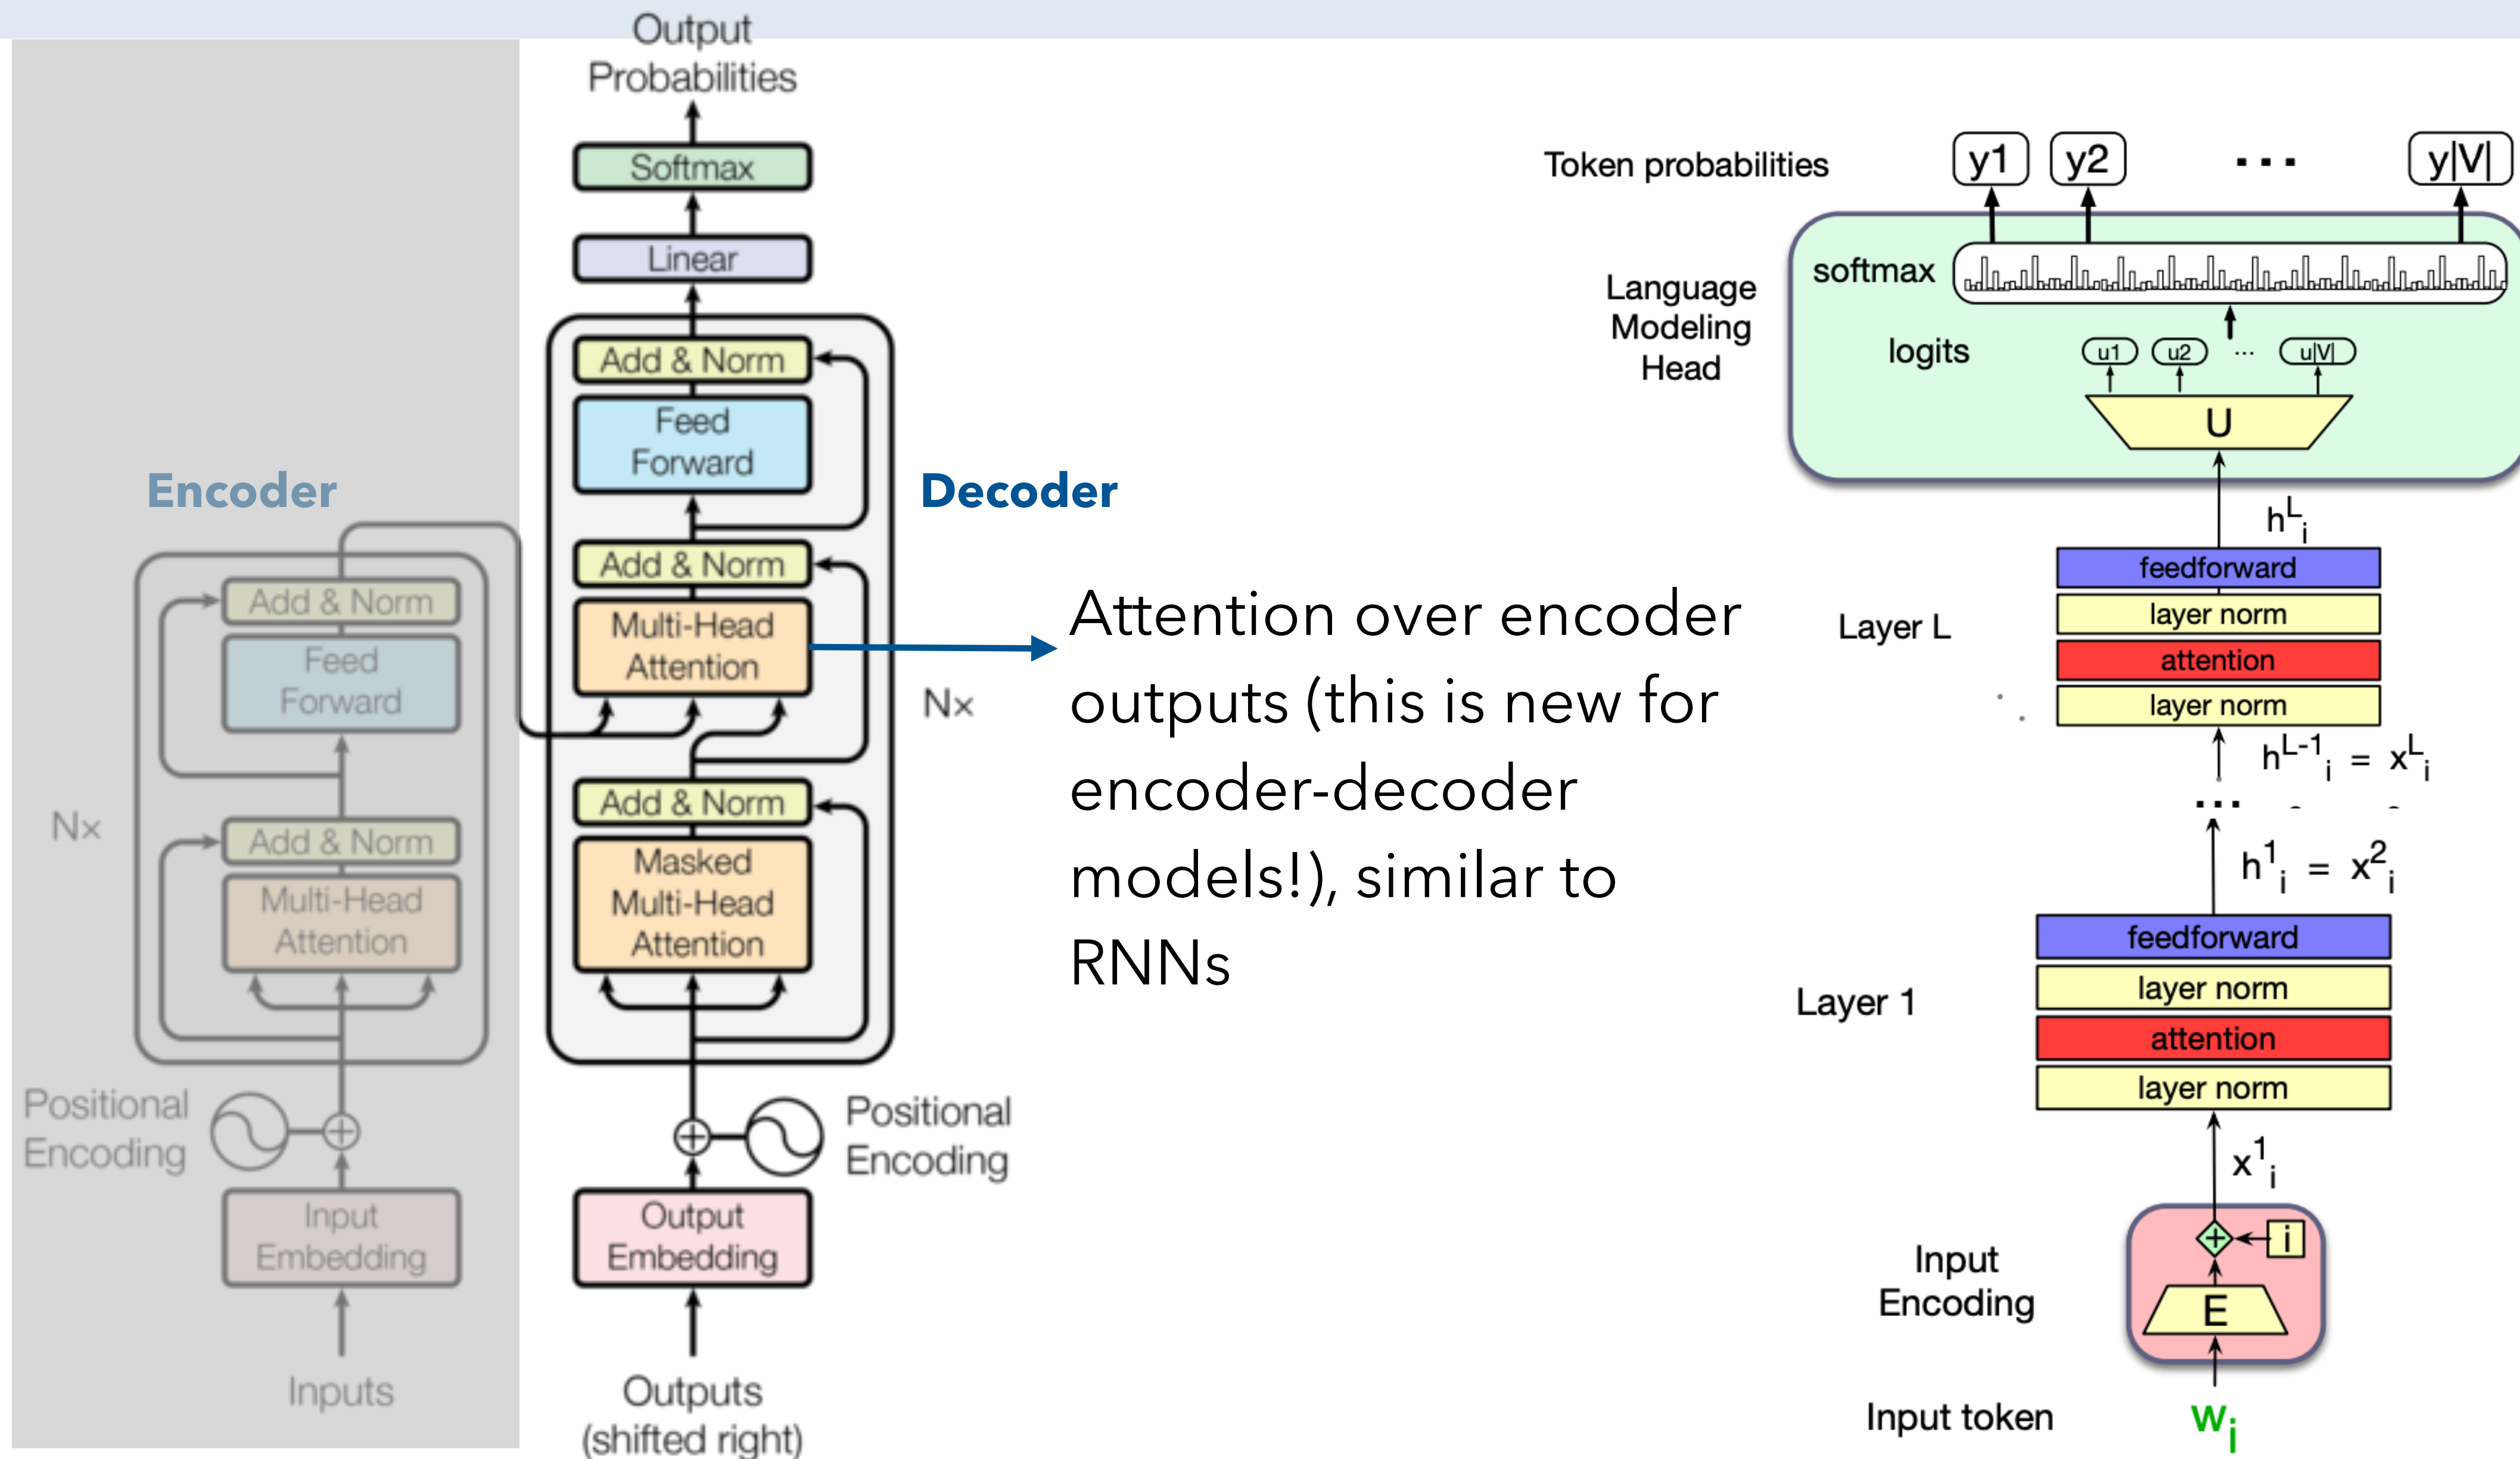 Output
Probabilities
Softmax
Linear
Add & Norm
Feed
Forward
Add & Norm
Multi-Head
Attention
Add & Norm
Masked
Multi-Head
Attention
Nx
Positional
Encoding
Output
Embedding
Outputs
(shifted right)
Decoder
Encoder
Add & Norm
Feed
Forward
Add & Norm
Multi-Head
Attention
Nx
Positional
Encoding
Input
Embedding
Inputs
Attention over encoder
outputs (this is new for
encoder-decoder
models!), similar to
RNNs
Token probabilities
y1 y2 ... y|V|
Language
Modeling
Head
softmax
logits
u1 u2 ... u|V|
U
h^L_i
Layer L
feedforward
layer norm
attention
layer norm
h^{L-1}_i = x^L_i
...
h^1_i = x^2_i
Layer 1
feedforward
layer norm
attention
layer norm
x^1_i
Input
Encoding
+ i
E
Input token
w_i